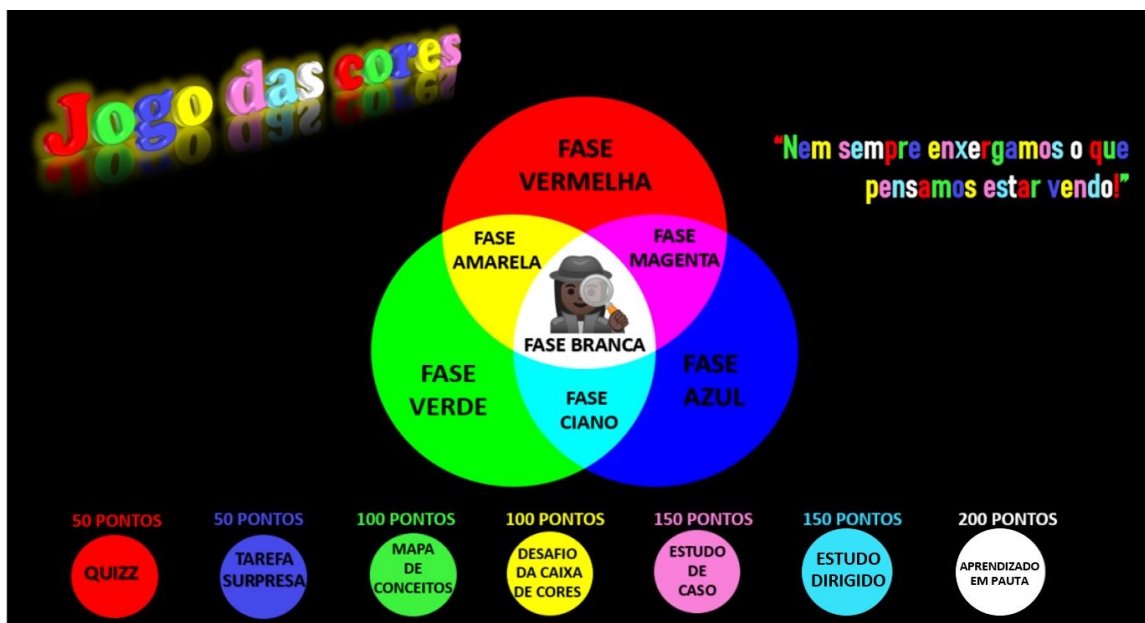 Jogo das cores
"Nem sempre enxergamos o que
pensamos estar vendo!"
FASE
VERMELHA
FASE
AMARELA
FASE
MAGENTA
FASE BRANCA
FASE
VERDE
FASE
AZUL
FASE
CIANO
50 PONTOS
QUIZZ
50 PONTOS
TAREFA
SURPRESA
100 PONTOS
MAPA
DE
CONCEITOS
100 PONTOS
DESAFIO
DA CAIXA
DE CORES
150 PONTOS
ESTUDO
DE
CASO
150 PONTOS
ESTUDO
DIRIGIDO
200 PONTOS
APRENDIZADO
EM PAUTA